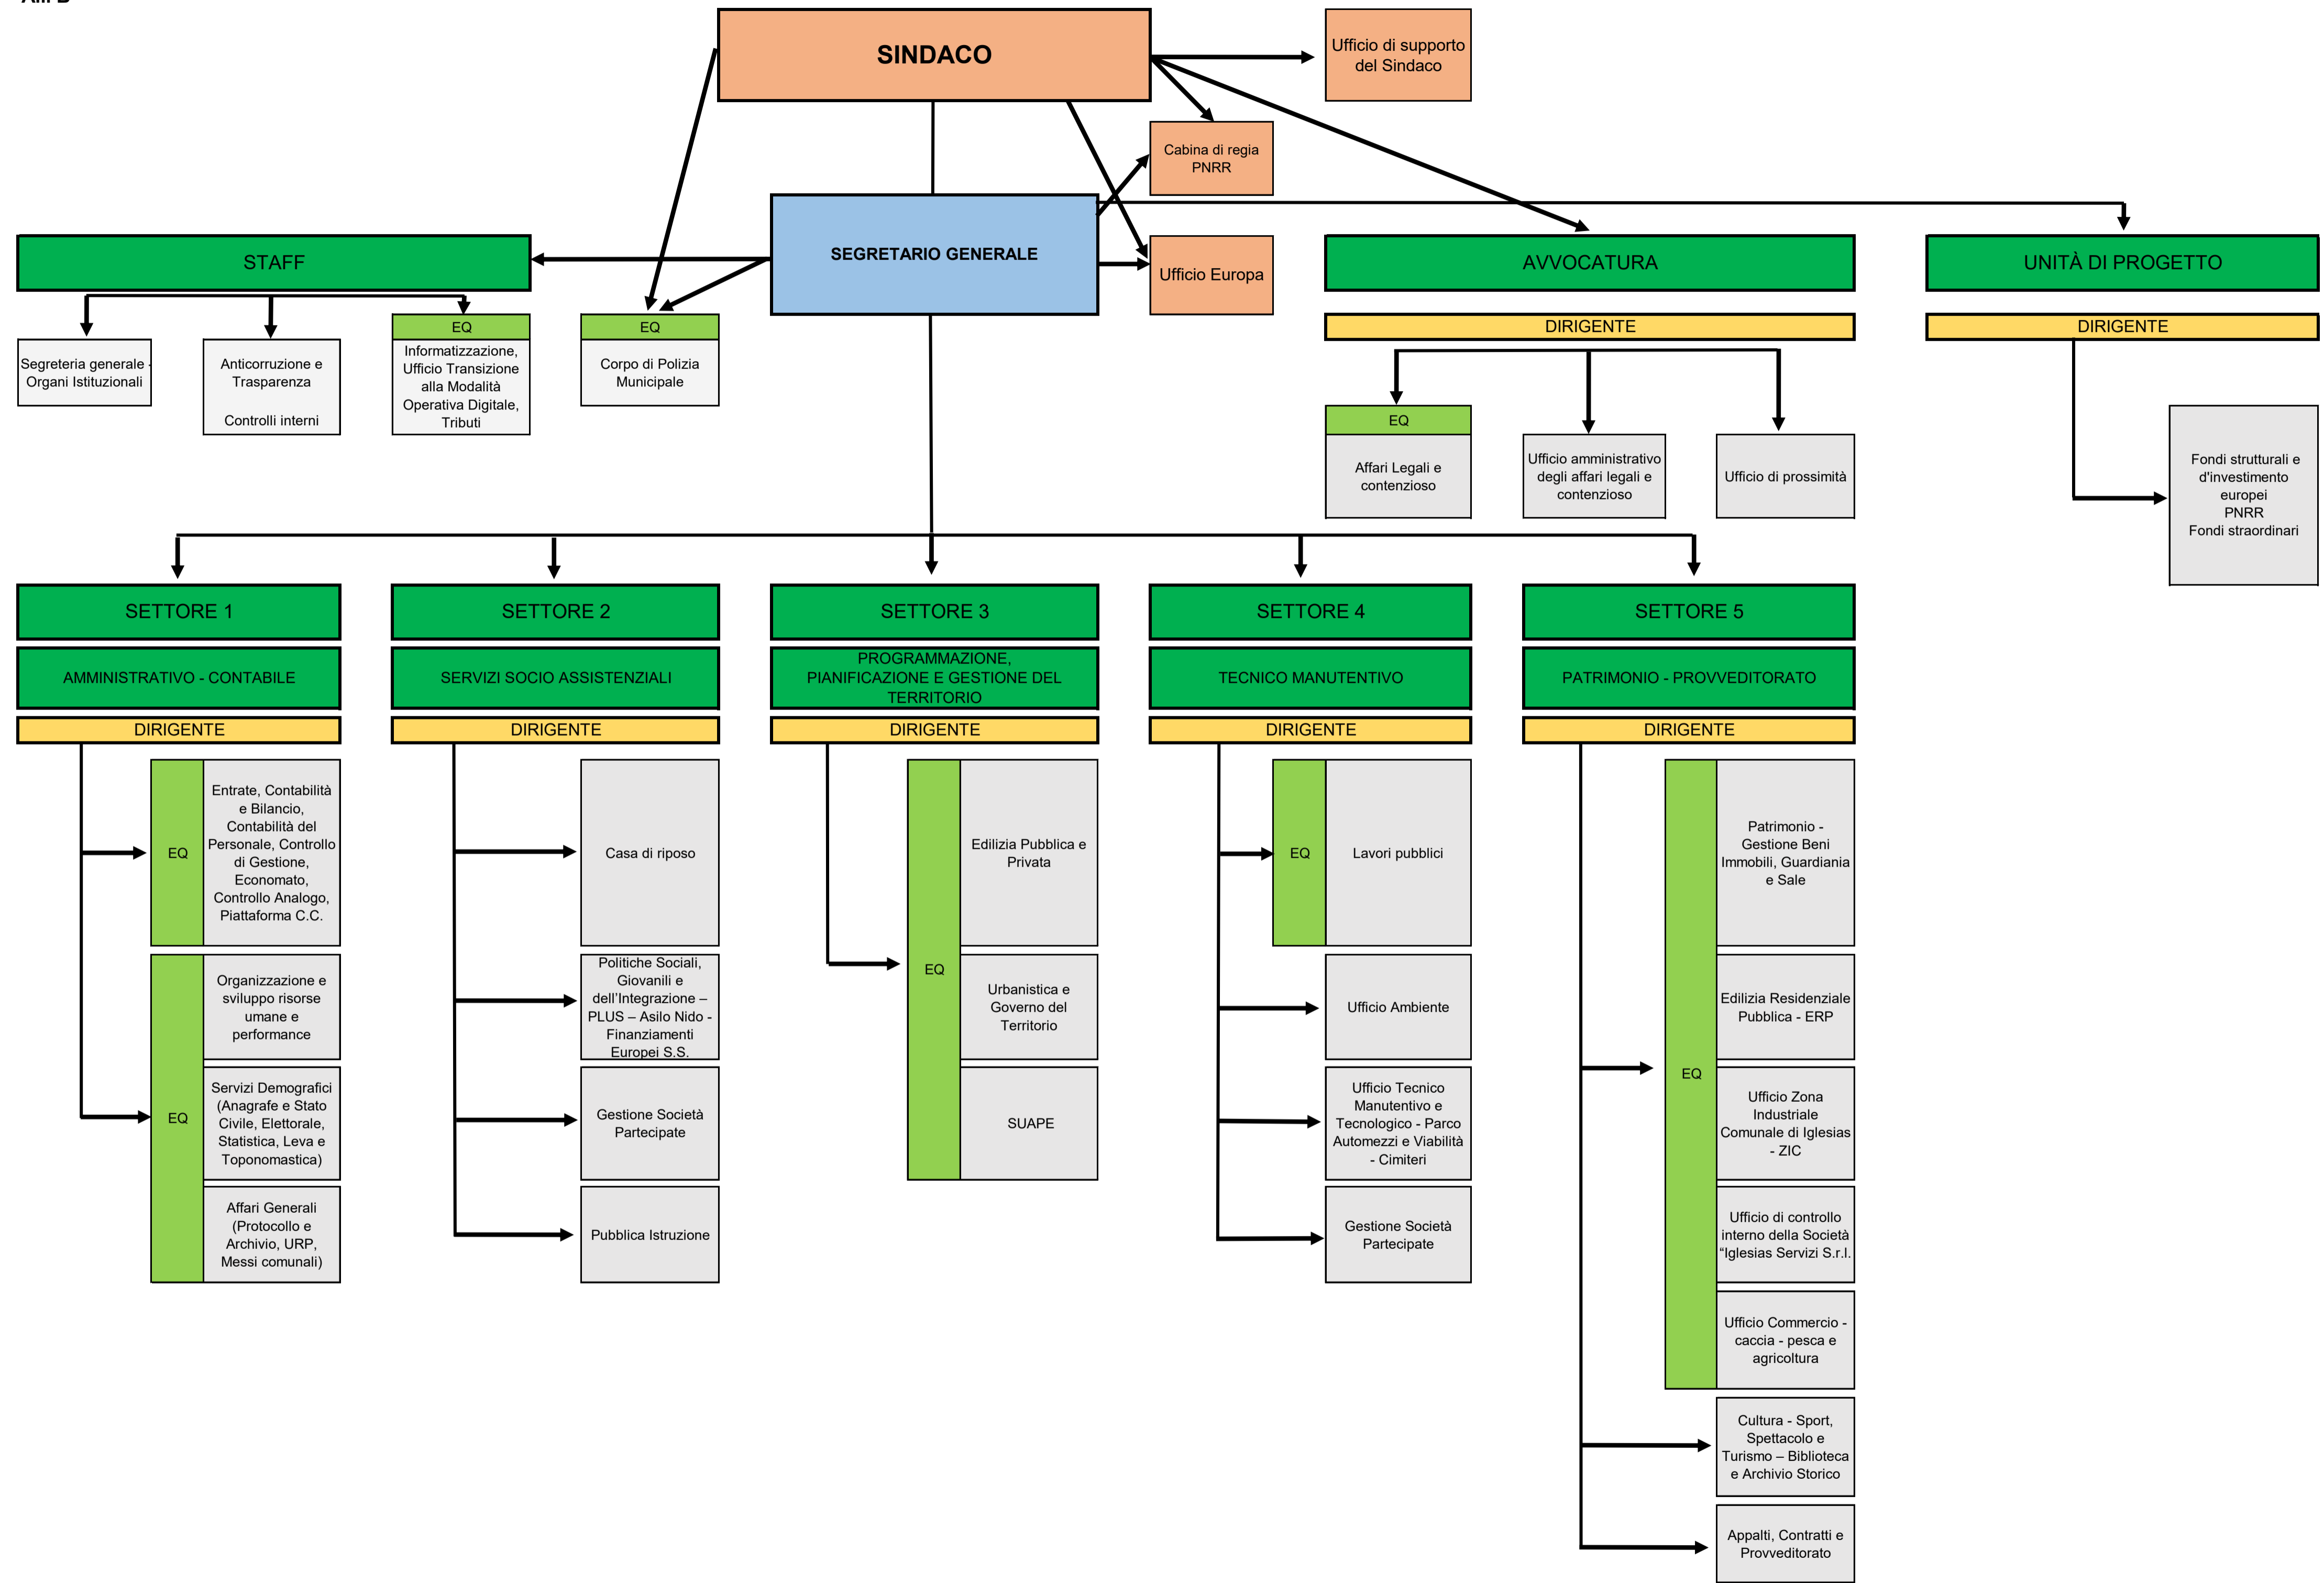 All. B
SINDACO
Ufficio di supporto
del Sindaco
Cabina di regia
PNRR
SEGRETARIO GENERALE
Ufficio Europa
STAFF
AVVOCATURA
UNITÀ DI PROGETTO
DIRIGENTE
DIRIGENTE
Segreteria generale -
Organi Istituzionali
Anticorruzione e
Trasparenza
Controlli interni
EQ
Informatizzazione,
Ufficio Transizione
alla Modalità
Operativa Digitale,
Tributi
EQ
Corpo di Polizia
Municipale
EQ
Affari Legali e
contenzioso
Ufficio amministrativo
degli affari legali e
contenzioso
Ufficio di prossimità
Fondi strutturali e
d'investimento
europei
PNRR
Fondi straordinari
SETTORE 1
AMMINISTRATIVO - CONTABILE
DIRIGENTE
EQ
Entrate, Contabilità
e Bilancio,
Contabilità del
Personale, Controllo
di Gestione,
Economato,
Controllo Analogo,
Piattaforma C.C.
EQ
Organizzazione e
sviluppo risorse
umane e
performance
Servizi Demografici
(Anagrafe e Stato
Civile, Elettorale,
Statistica, Leva e
Toponomastica)
Affari Generali
(Protocollo e
Archivio, URP,
Messi comunali)
SETTORE 2
SERVIZI SOCIO ASSISTENZIALI
DIRIGENTE
Casa di riposo
Politiche Sociali,
Giovanili e
dell'Integrazione –
PLUS – Asilo Nido -
Finanziamenti
Europei S.S.
Gestione Società
Partecipate
Pubblica Istruzione
SETTORE 3
PROGRAMMAZIONE,
PIANIFICAZIONE E GESTIONE DEL
TERRITORIO
DIRIGENTE
EQ
Edilizia Pubblica e
Privata
Urbanistica e
Governo del
Territorio
SUAPE
SETTORE 4
TECNICO MANUTENTIVO
DIRIGENTE
EQ
Lavori pubblici
Ufficio Ambiente
Ufficio Tecnico
Manutentivo e
Tecnologico - Parco
Automezzi e Viabilità
- Cimiteri
Gestione Società
Partecipate
SETTORE 5
PATRIMONIO - PROVVEDITORATO
DIRIGENTE
EQ
Patrimonio -
Gestione Beni
Immobili, Guardiania
e Sale
Edilizia Residenziale
Pubblica - ERP
Ufficio Zona
Industriale
Comunale di Iglesias
- ZIC
Ufficio di controllo
interno della Società
“Iglesias Servizi S.r.l.
Ufficio Commercio -
caccia - pesca e
agricoltura
Cultura - Sport,
Spettacolo e
Turismo – Biblioteca
e Archivio Storico
Appalti, Contratti e
Provveditorato